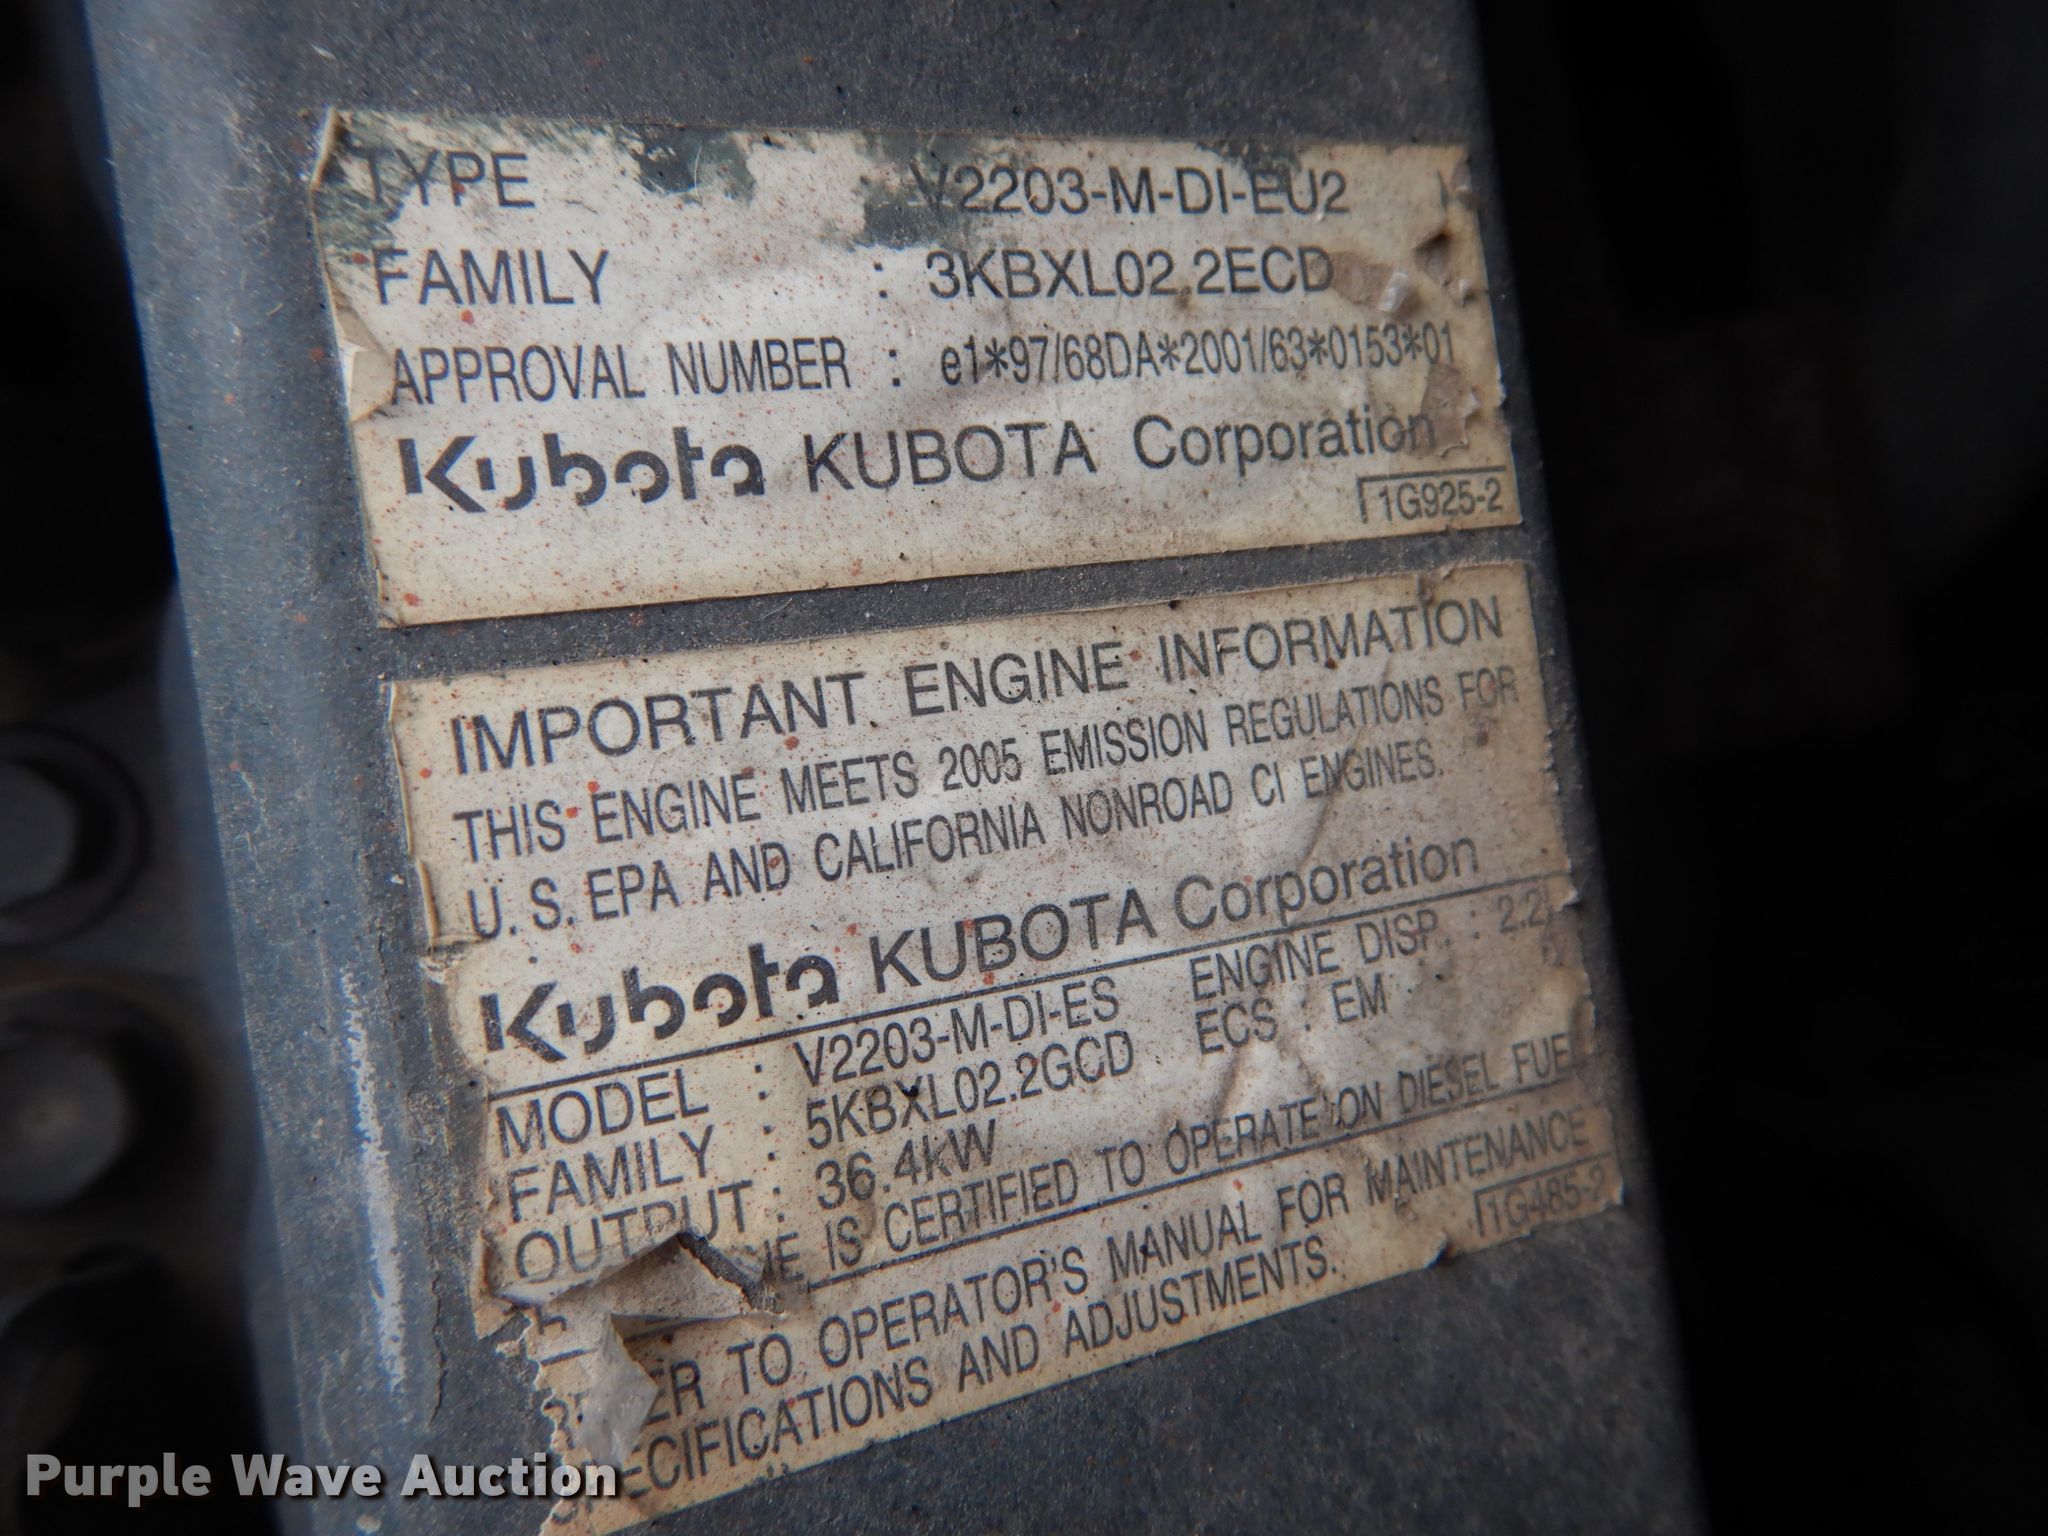 TYPE V2203-M-DI-EU2
FAMILY : 3KBXL02.2ECD
APPROVAL NUMBER : e1*97/68DA*2001/63*0153*01
Kubota KUBOTA Corporation
1G925-2
IMPORTANT ENGINE INFORMATION
THIS ENGINE MEETS 2005 EMISSION REGULATIONS FOR
U.S. EPA AND CALIFORNIA NONROAD CI ENGINES.
Kubota KUBOTA Corporation
MODEL : V2203-M-DI-ES ENGINE DISP. : 2.2
FAMILY : 5KBXL02.2GCD ECS : EM
OUTPUT : 36.4kW
IS CERTIFIED TO OPERATE ON DIESEL FUEL
TO OPERATOR'S MANUAL FOR MAINTENANCE
AND ADJUSTMENTS.
1G485-2
Purple Wave Auction